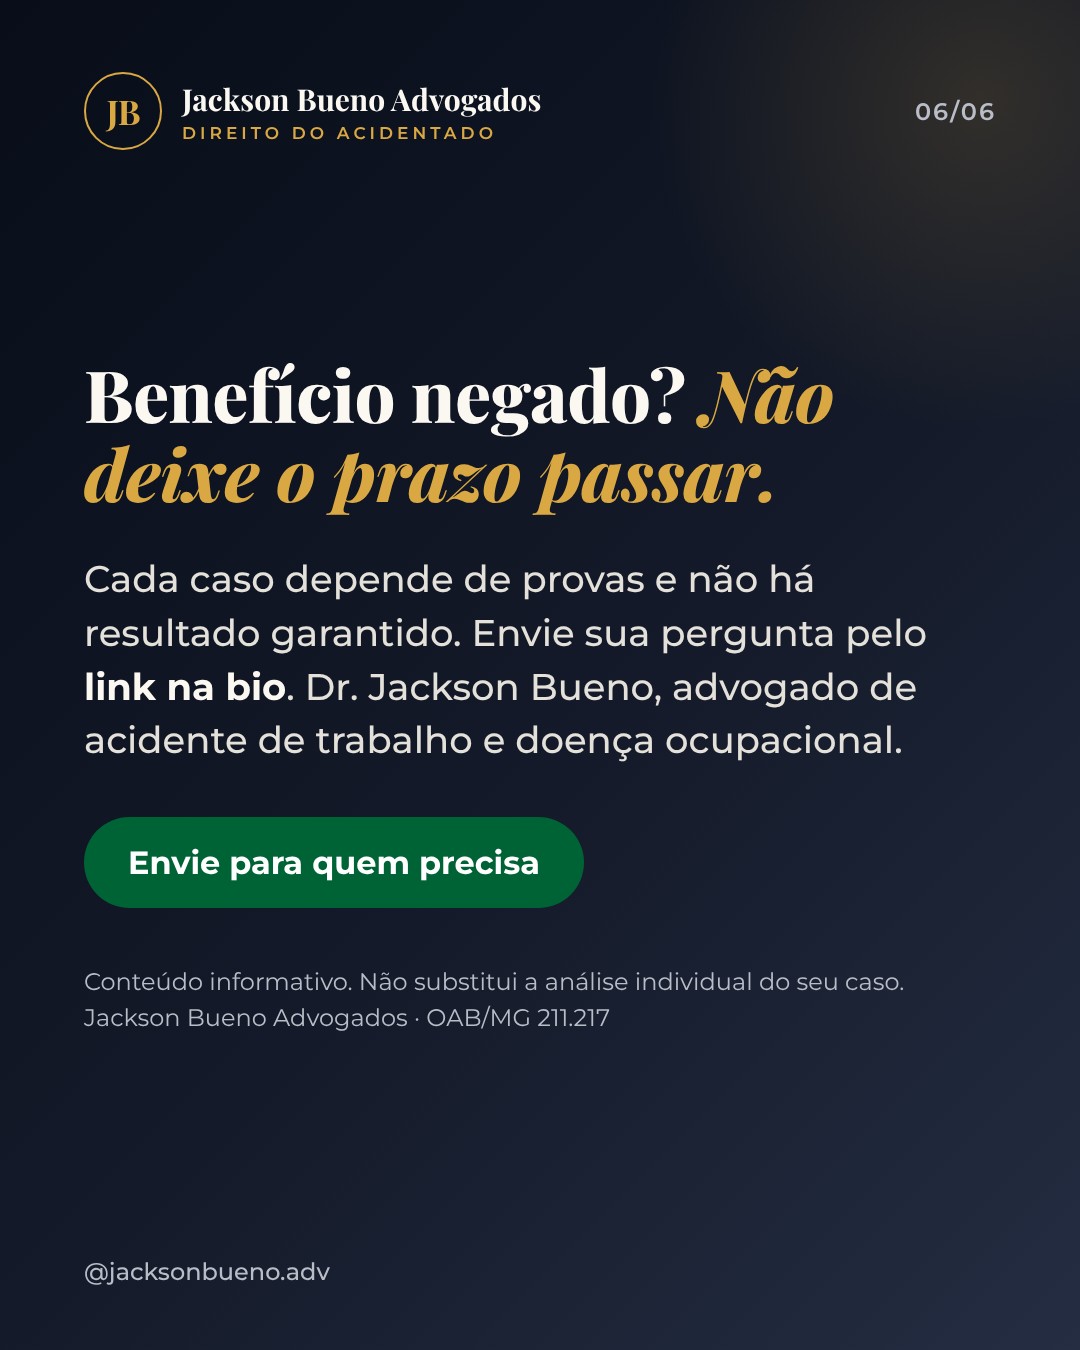 JB
Jackson Bueno Advogados
DIREITO DO ACIDENTADO
06/06
Benefício negado? Não
deixe o prazo passar.
Cada caso depende de provas e não há
resultado garantido. Envie sua pergunta pelo
link na bio. Dr. Jackson Bueno, advogado de
acidente de trabalho e doença ocupacional.
Envie para quem precisa
Conteúdo informativo. Não substitui a análise individual do seu caso.
Jackson Bueno Advogados · OAB/MG 211.217
@jacksonbueno.adv